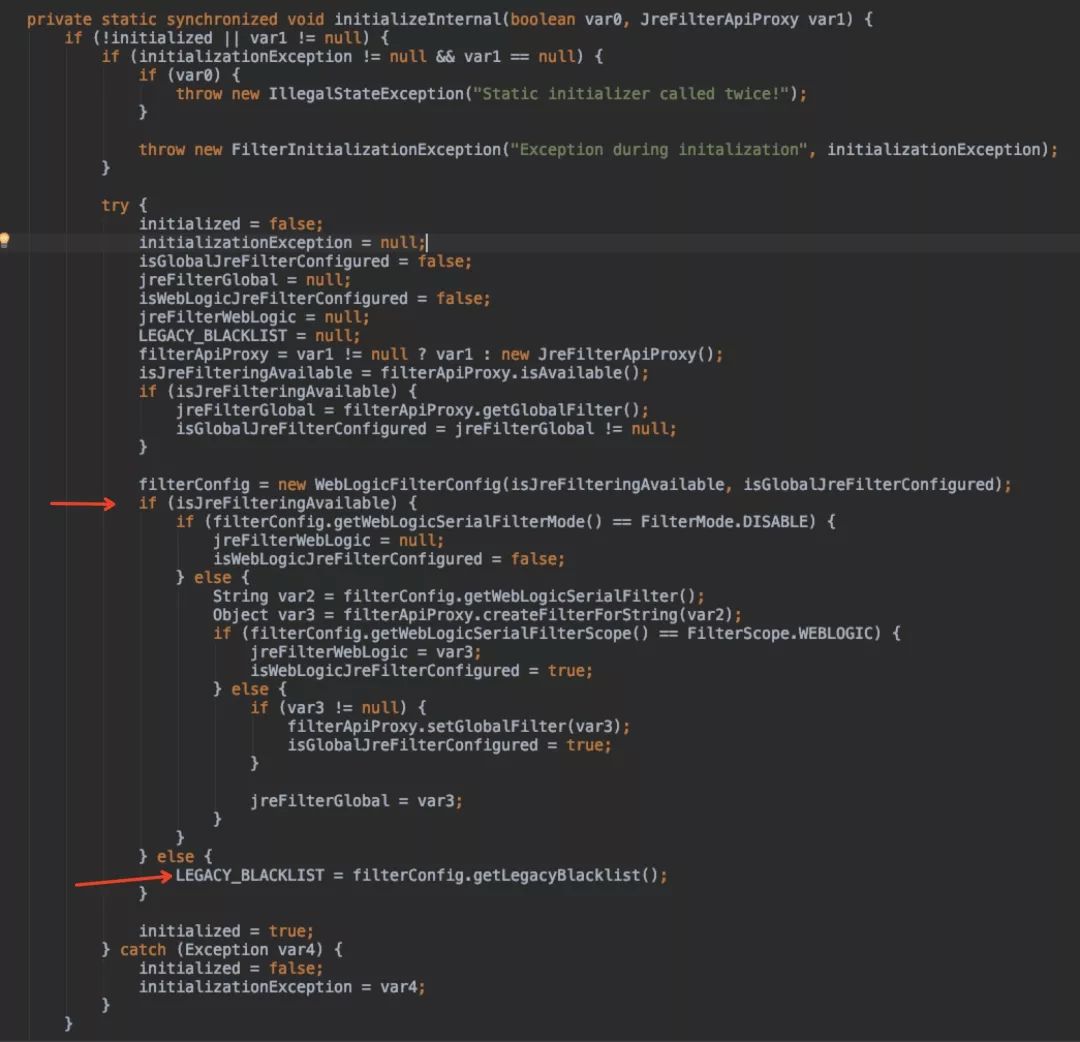 private static synchronized void initializeInternal(boolean var0, JreFilterApiProxy var1) {
if (!initialized || var1 != null) {
if (initializationException != null && var1 == null) {
if (var0) {
throw new IllegalStateException("Static initializer called twice!");
}
throw new FilterInitializationException("Exception during initalization", initializationException);
}
try {
initialized = false;
initializationException = null;
isGlobalJreFilterConfigured = false;
jreFilterGlobal = null;
isWebLogicJreFilterConfigured = false;
jreFilterWebLogic = null;
LEGACY_BLACKLIST = null;
filterApiProxy = var1 != null ? var1 : new JreFilterApiProxy();
isJreFilteringAvailable = filterApiProxy.isAvailable();
if (isJreFilteringAvailable) {
jreFilterGlobal = filterApiProxy.getGlobalFilter();
isGlobalJreFilterConfigured = jreFilterGlobal != null;
}
filterConfig = new WebLogicFilterConfig(isJreFilteringAvailable, isGlobalJreFilterConfigured);
if (isJreFilteringAvailable) {
if (filterConfig.getWebLogicSerialFilterMode() == FilterMode.DISABLE) {
jreFilterWebLogic = null;
isWebLogicJreFilterConfigured = false;
} else {
String var2 = filterConfig.getWebLogicSerialFilter();
Object var3 = filterApiProxy.createFilterForString(var2);
if (filterConfig.getWebLogicSerialFilterScope() == FilterScope.WEBLOGIC) {
jreFilterWebLogic = var3;
isWebLogicJreFilterConfigured = true;
} else {
if (var3 != null) {
filterApiProxy.setGlobalFilter(var3);
isGlobalJreFilterConfigured = true;
}
jreFilterGlobal = var3;
}
}
} else {
LEGACY_BLACKLIST = filterConfig.getLegacyBlacklist();
}
initialized = true;
} catch (Exception var4) {
initialized = false;
initializationException = var4;
}
}